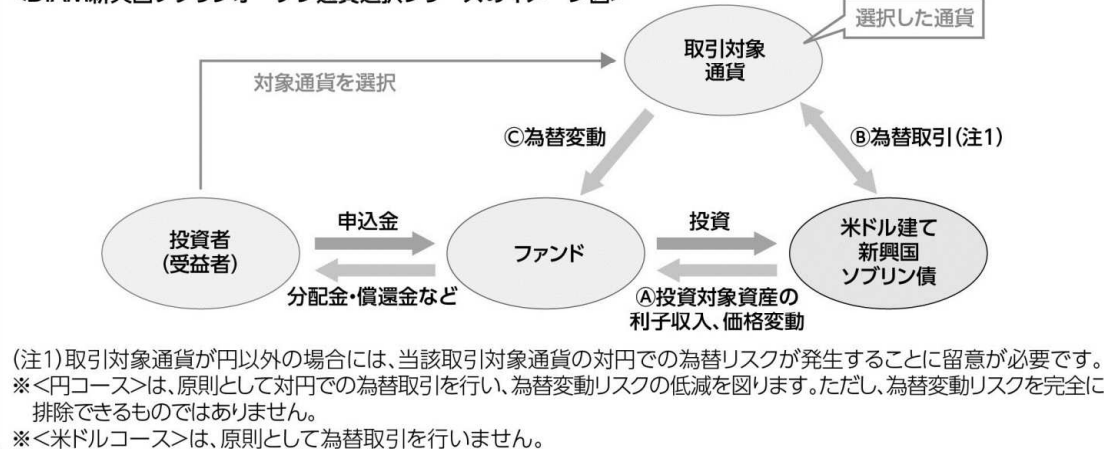 選択した通貨
取引対象
通貨
対象通貨を選択
Ⓒ為替変動
Ⓑ為替取引(注1)
投資者
(受益者)
申込金
分配金・償還金など
ファンド
投資
Ⓐ投資対象資産の
利子収入、価格変動
米ドル建て
新興国
ソブリン債
(注1)取引対象通貨が円以外の場合には、当該取引対象通貨の対円での為替リスクが発生することに留意が必要です。
※<円コース>は、原則として対円での為替取引を行い、為替変動リスクの低減を図ります。ただし、為替変動リスクを完全に
排除できるものではありません。
※<米ドルコース>は、原則として為替取引を行いません。